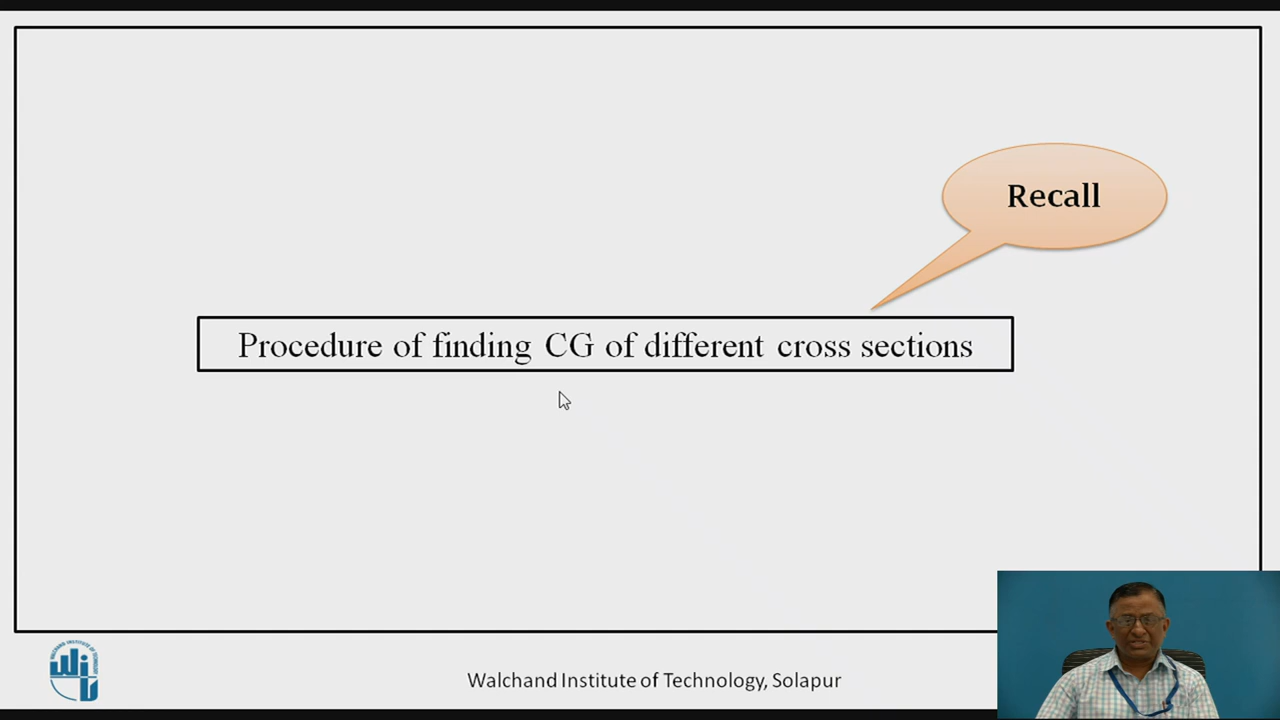 Recall
Procedure of finding CG of different cross sections
Walchand Institute of Technology, Solapur